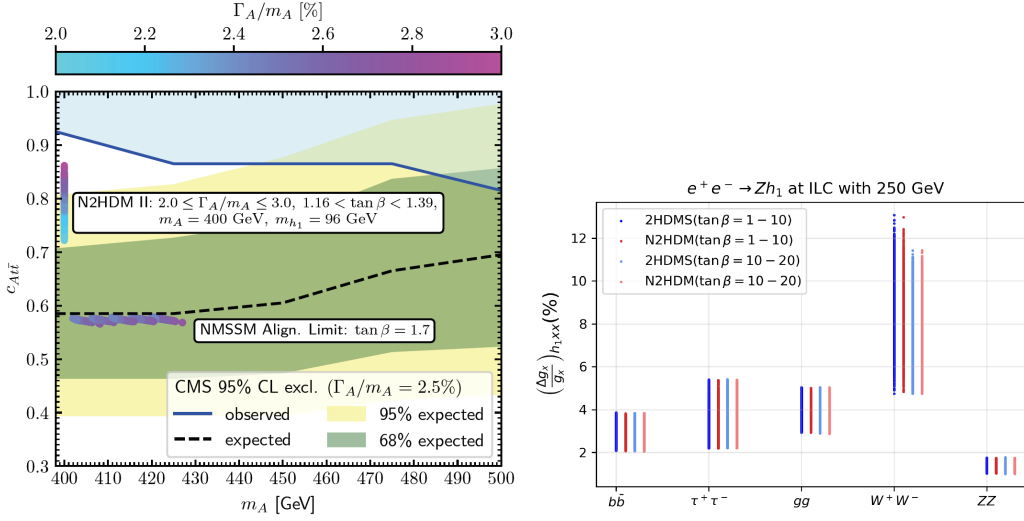 Γ_A/m_A [%]
2.0 2.2 2.4 2.6 2.8 3.0
1.0
0.9
0.8
0.7
0.6
0.5
0.4
0.3
c_{Att̄}
N2HDM II: 2.0 ≤ Γ_A/m_A ≤ 3.0, 1.16 < tan β < 1.39,
m_A = 400 GeV, m_{h_1} = 96 GeV
NMSSM Align. Limit: tan β = 1.7
CMS 95% CL excl. (Γ_A/m_A = 2.5%)
observed 95% expected
expected 68% expected
400 410 420 430 440 450 460 470 480 490 500
m_A [GeV]
e⁺e⁻ → Zh₁ at ILC with 250 GeV
2HDMS(tan β = 1 − 10)
N2HDM(tan β = 1 − 10)
2HDMS(tan β = 10 − 20)
N2HDM(tan β = 10 − 20)
12
10
8
6
4
2
(Δg_x/g_x)_{h_1xx}(%)
bb̄ τ⁺τ⁻ gg W⁺W⁻ ZZ